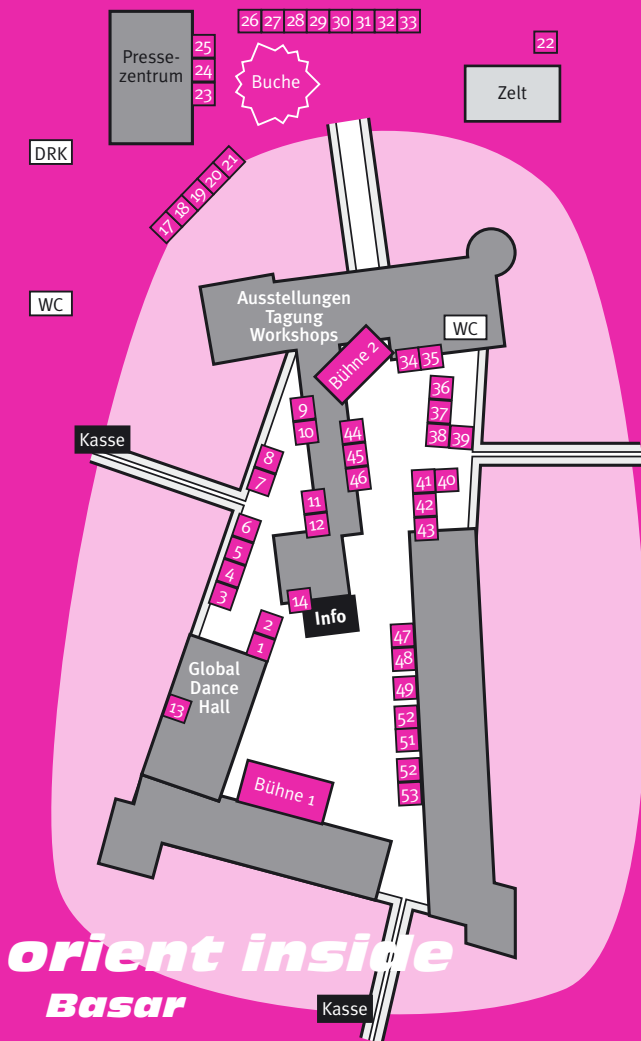 26 27 28 29 30 31 32 33
22
25
24
23
Presse-
zentrum
Buche
Zelt
DRK
21
20
19
18
17
WC
Ausstellungen
Tagung
Workshops
WC
Bühne 2
34 35
36
37
38 39
9
10
44
45
46
Kasse
8
7
41 40
42
43
11
12
6
5
4
3
14
Info
2
1
47
48
49
52
51
52
53
Global
Dance
Hall
13
Bühne 1
orient inside
Basar
Kasse